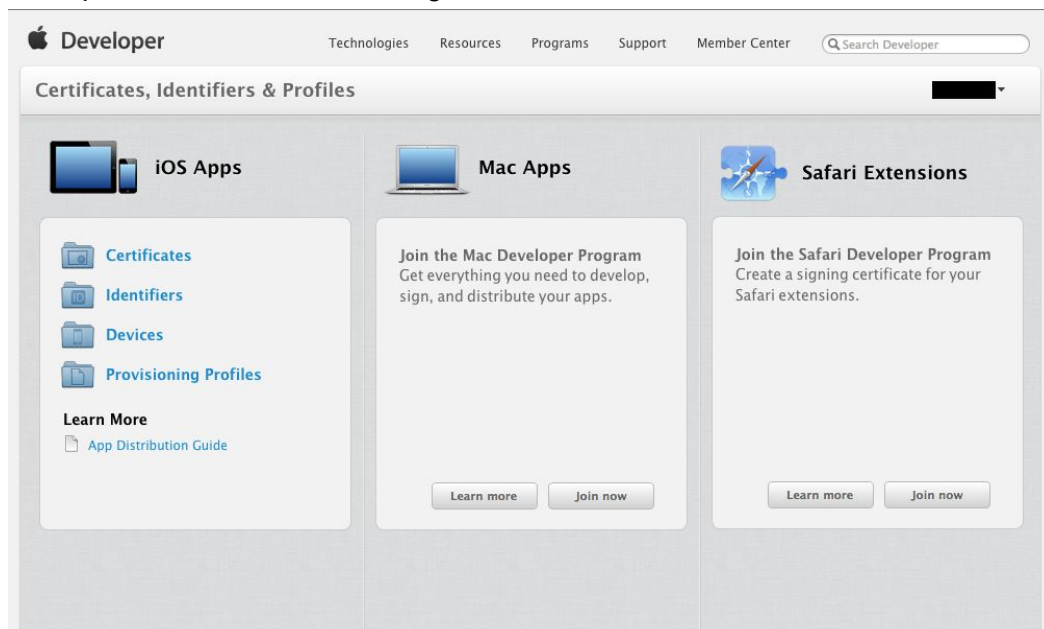 Developer
Technologies Resources Programs Support Member Center Search Developer
Certificates, Identifiers & Profiles
iOS Apps
Certificates
Identifiers
Devices
Provisioning Profiles
Learn More
App Distribution Guide
Mac Apps
Join the Mac Developer Program
Get everything you need to develop,
sign, and distribute your apps.
Learn more Join now
Safari Extensions
Join the Safari Developer Program
Create a signing certificate for your
Safari extensions.
Learn more Join now